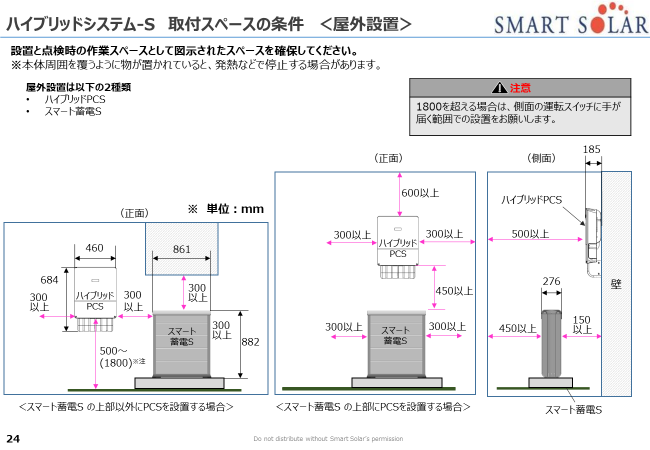 ハイブリッドシステム-S 取付スペースの条件 ＜屋外設置＞
SMART SOLAR
設置と点検時の作業スペースとして図示されたスペースを確保してください。
※本体周囲を覆うように物が置かれていると、発熱などで停止する場合があります。
屋外設置は以下の2種類
• ハイブリッドPCS
• スマート蓄電S
注意
1800を超える場合は、側面の運転スイッチに手が
届く範囲での設置をお願いします。
※ 単位：mm
（正面）
460
861
684
300
以上
ハイブリッド
PCS
300
以上
300
以上
300
以上
スマート
蓄電S
882
500～
(1800)※注
＜スマート蓄電S の上部以外にPCSを設置する場合＞
（正面）
600以上
300以上
ハイブリッド
PCS
300以上
450以上
300以上
スマート
蓄電S
300以上
＜スマート蓄電S の上部にPCSを設置する場合＞
（側面）
185
ハイブリッドPCS
500以上
壁
276
450以上
150
以上
スマート蓄電S
24
Do not distribute without Smart Solar's permission